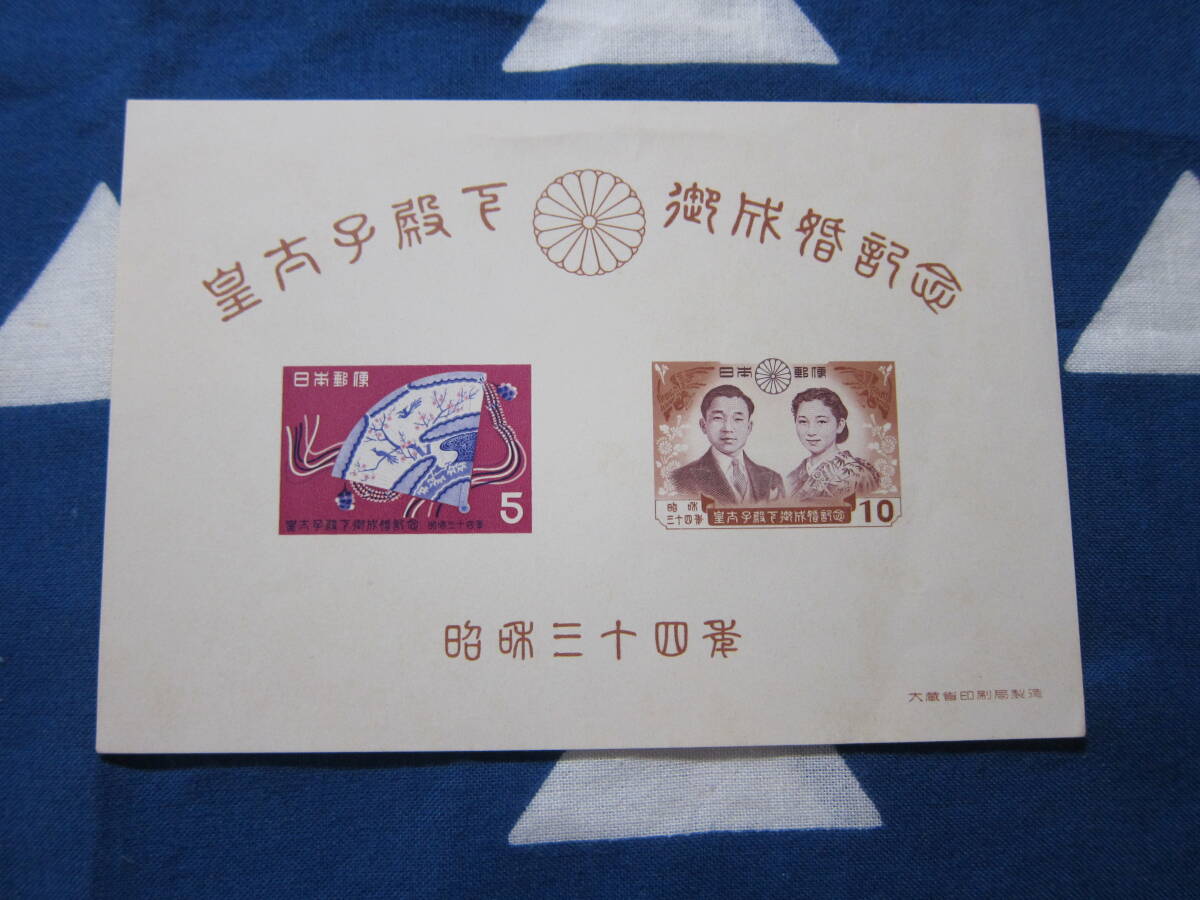 皇太子殿下 御成婚記念
日本郵便
5
皇太子殿下御成婚記念 昭和三十四年
日本 郵便
昭和
三十四年
皇太子殿下御成婚記念
10
昭和三十四年
大蔵省印刷局製造